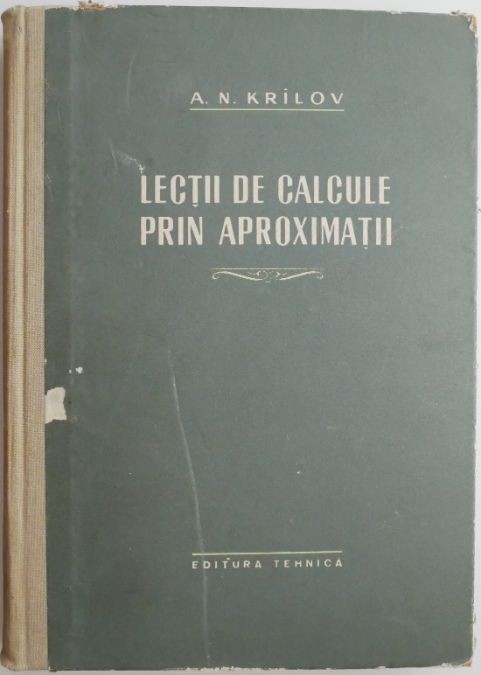 A. N. KRÎLOV
LECȚII DE CALCULE
PRIN APROXIMAȚII
EDITURA TEHNICĂ